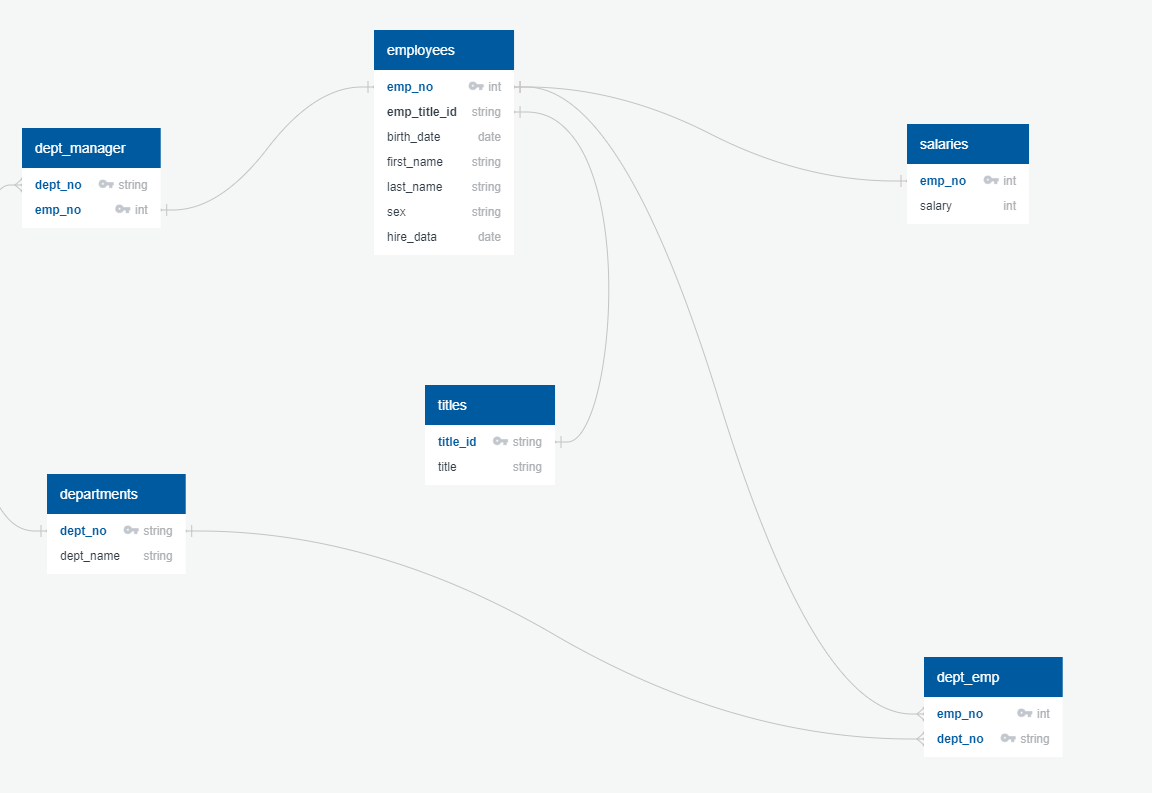 employees
emp_no int
emp_title_id string
birth_date date
first_name string
last_name string
sex string
hire_data date
dept_manager
dept_no string
emp_no int
salaries
emp_no int
salary int
titles
title_id string
title string
departments
dept_no string
dept_name string
dept_emp
emp_no int
dept_no string